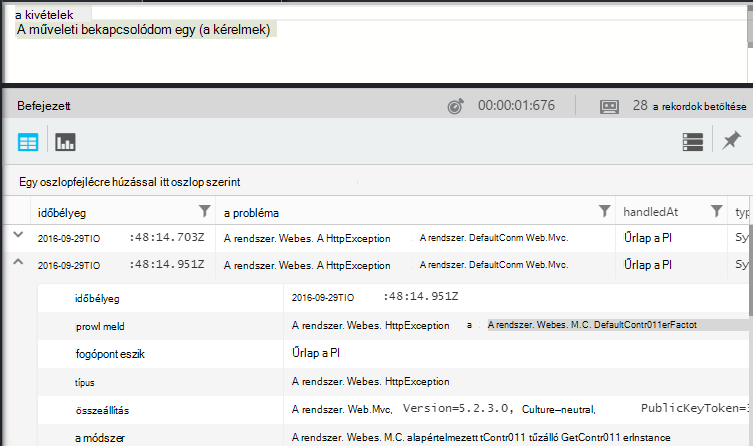 a kivételek
A műveleti bekapcsolódom egy (a kérelmek)
Befejezett 00:00:01:676 28 a rekordok betöltése
Egy oszlopfejlécre húzással itt oszlop szerint
időbélyeg a probléma handledAt typ
2016-09-29TIO :48:14.703Z A rendszer. Webes. A HttpException A rendszer. DefaultConm Web.Mvc. Űrlap a PI Sy
2016-09-29TIO :48:14.951Z A rendszer. Webes. A HttpException A rendszer. DefaultConm Web.Mvc. Űrlap a PI Sy
időbélyeg 2016-09-29TIO :48:14.951Z
prowl meld A rendszer. Webes. HttpException a A rendszer. Webes. M.C. DefaultContr011erFactot
fogópont eszik Űrlap a PI
típus A rendszer. Webes. HttpException
összeállítás A rendszer. Web.Mvc, Version=5.2.3.0, Culture—neutral, PublicKeyToken=3
a módszer A rendszer. Webes. M.C. alapértelmezett tContr011 tűzálló GetContr011 erInstance